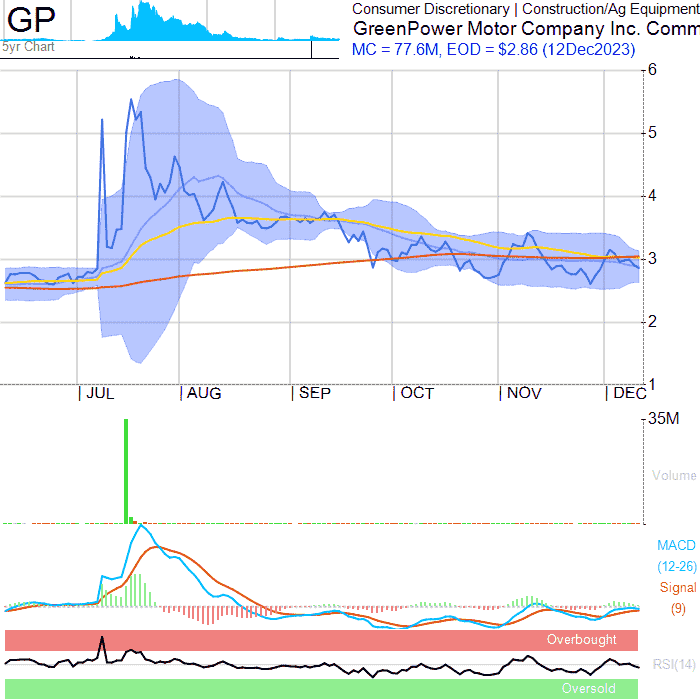 GP
5yr Chart
Consumer Discretionary | Construction/Ag Equipment
GreenPower Motor Company Inc. Comm
MC = 77.6M, EOD = $2.86 (12Dec2023)
6
5
4
3
2
1
| JUL
| AUG
| SEP
| OCT
| NOV
| DEC
35M
Volume
MACD
(12-26)
Signal
(9)
Overbought
RSI(14)
Oversold